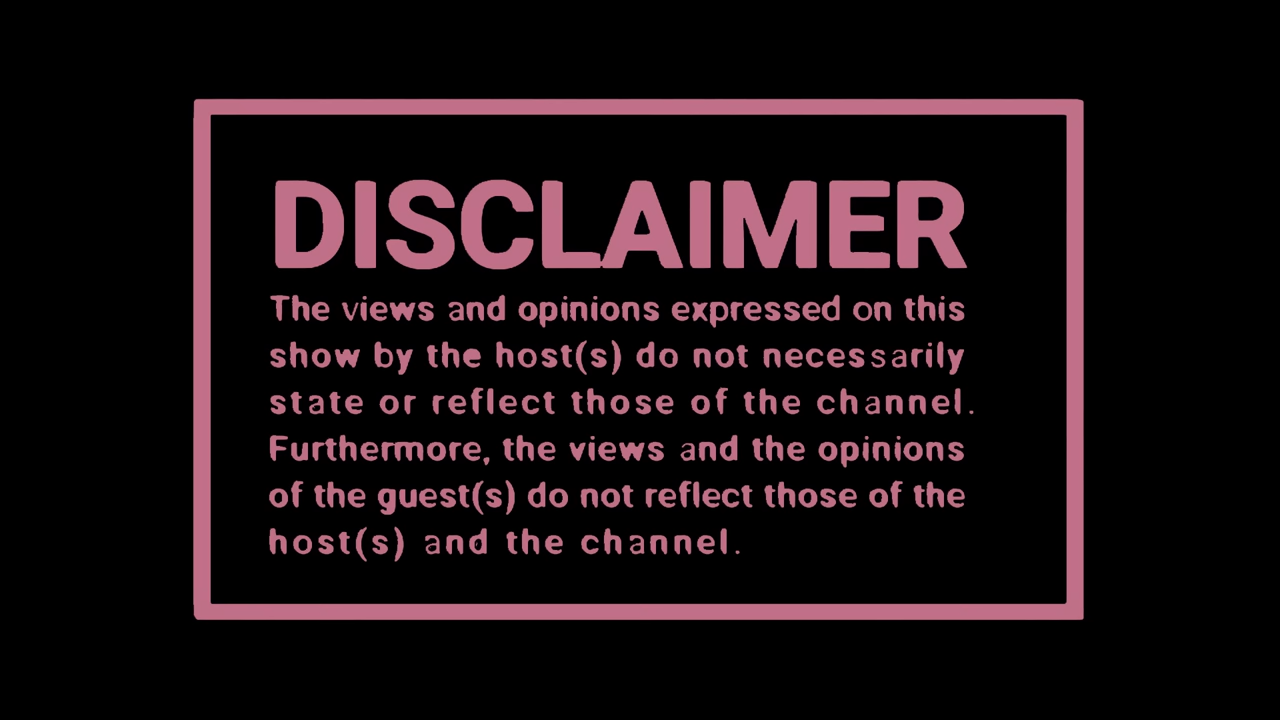 DISCLAIMER
The views and opinions expressed on this
show by the host(s) do not necessarily
state or reflect those of the channel.
Furthermore, the views and the opinions
of the guest(s) do not reflect those of the
host(s) and the channel.